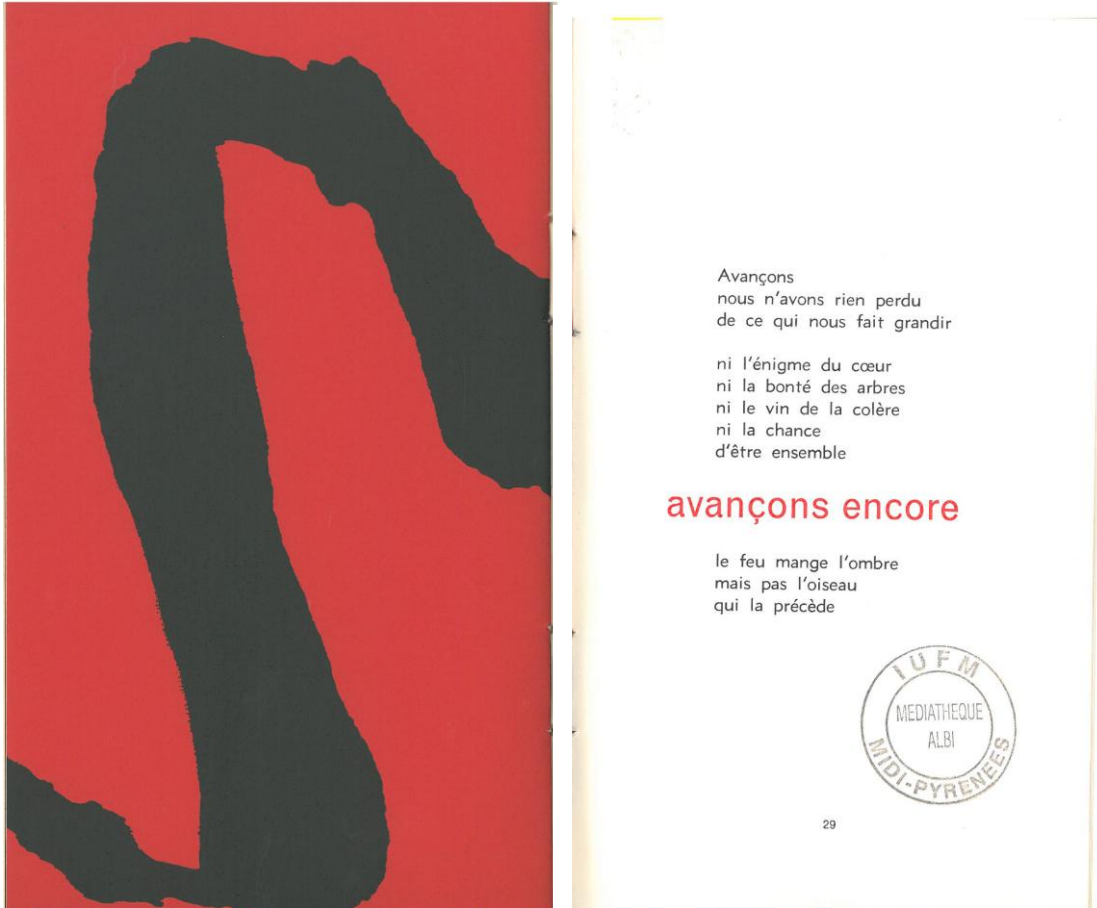 Avançons
nous n'avons rien perdu
de ce qui nous fait grandir
ni l'énigme du cœur
ni la bonté des arbres
ni le vin de la colère
ni la chance
d'être ensemble
avançons encore
le feu mange l'ombre
mais pas l'oiseau
qui la précède
IUFM
MEDIATHEQUE
ALBI
MIDI-PYRENEES
29